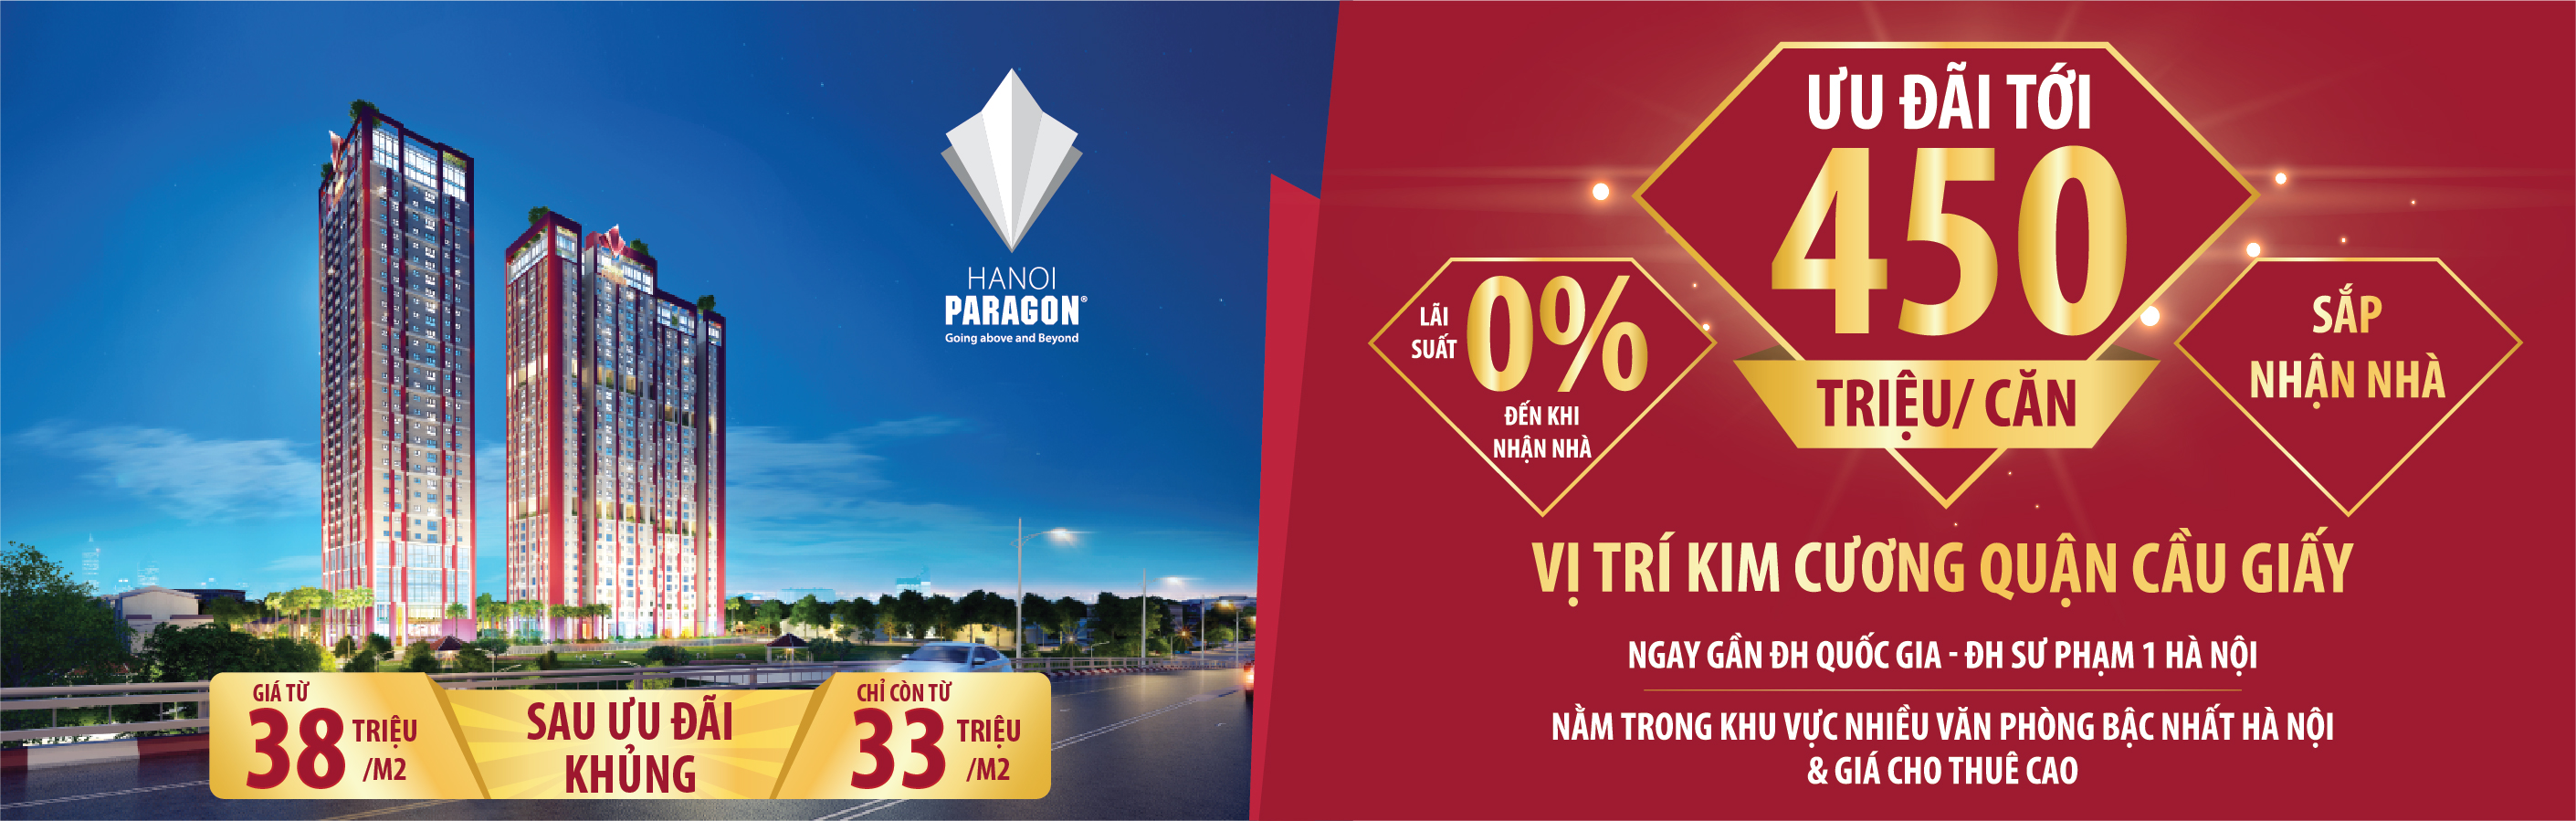 HANOI
PARAGON®
Going above and Beyond
GIÁ TỪ
38 TRIỆU
/M2
SAU ƯU ĐÃI
KHỦNG
CHỈ CÒN TỪ
33 TRIỆU
/M2
ƯU ĐÃI TỚI
450
TRIỆU/ CĂN
LÃI
SUẤT
0%
ĐẾN KHI
NHẬN NHÀ
SẮP
NHẬN NHÀ
VỊ TRÍ KIM CƯƠNG QUẬN CẦU GIẤY
NGAY GẦN ĐH QUỐC GIA - ĐH SƯ PHẠM 1 HÀ NỘI
NẰM TRONG KHU VỰC NHIỀU VĂN PHÒNG BẬC NHẤT HÀ NỘI
& GIÁ CHO THUÊ CAO